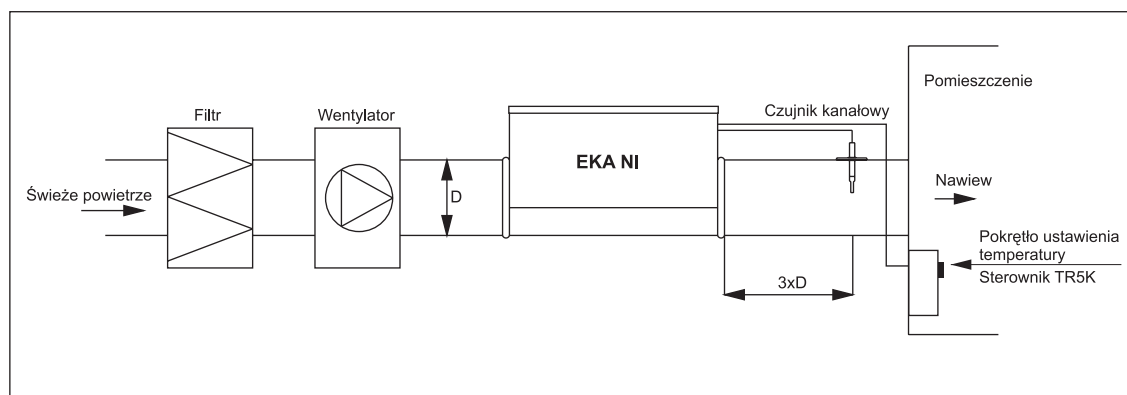 Pomieszczenie
Filtr
Wentylator
Czujnik kanałowy
EKA NI
Świeże powietrze
D
Nawiew
Pokrętło ustawienia
temperatury
Sterownik TR5K
3xD